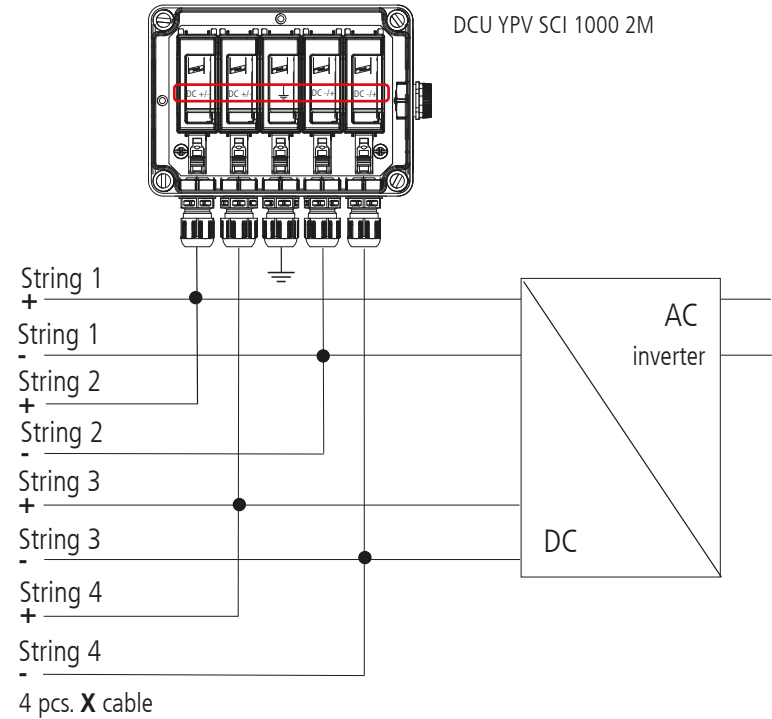 DCU YPV SCI 1000 2M
DC +/- DC +/- DC -/+ DC -/+
String 1
+
String 1
-
String 2
+
String 2
-
String 3
+
String 3
-
String 4
+
String 4
-
AC
inverter
DC
4 pcs. X cable